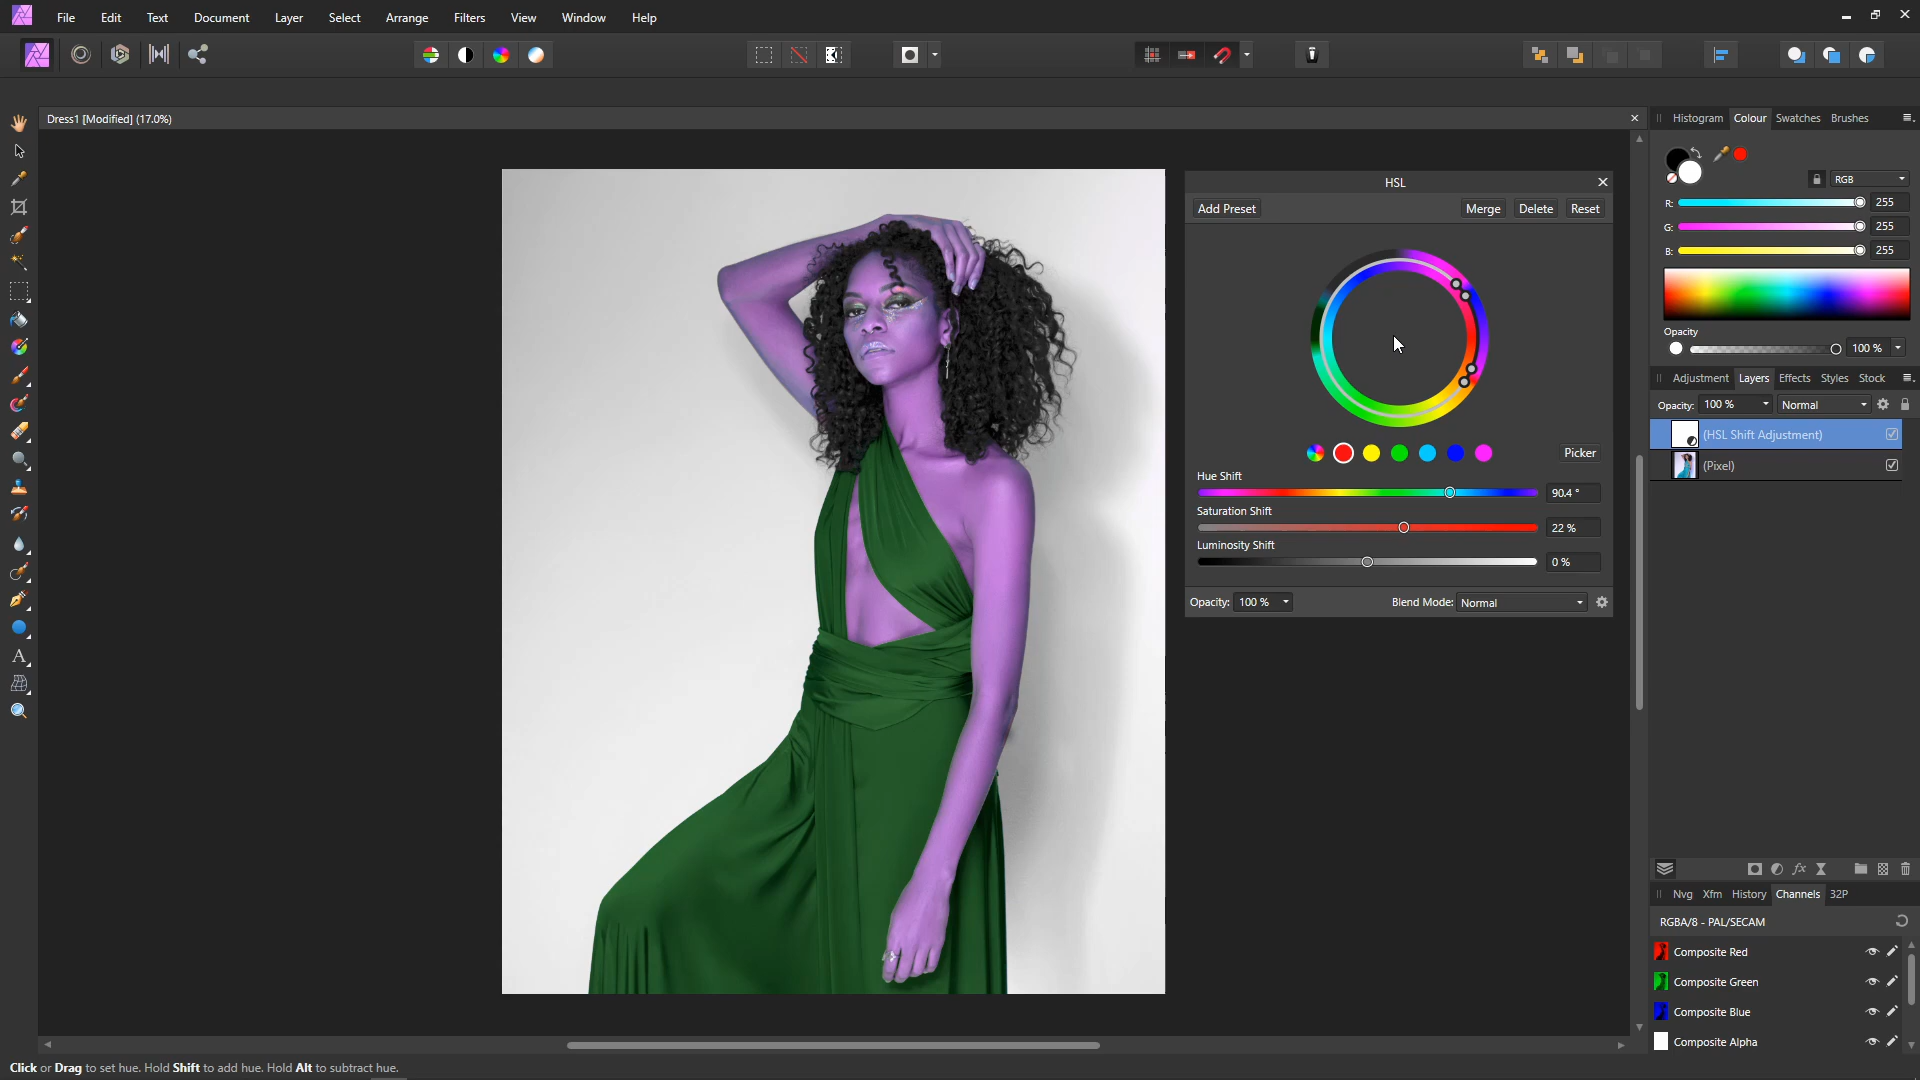 File Edit Text Document Layer Select Arrange Filters View Window Help
Dress1 [Modified] (17.0%)
Histogram Colour Swatches Brushes
RGB
R: 255
G: 255
B: 255
Opacity
100 %
Adjustment Layers Effects Styles Stock
Opacity: 100 % Normal
(HSL Shift Adjustment)
(Pixel)
HSL
Add Preset Merge Delete Reset
Picker
Hue Shift
90.4 °
Saturation Shift
22 %
Luminosity Shift
0 %
Opacity: 100 % Blend Mode: Normal
Nvg Xfm History Channels 32P
RGBA/8 - PAL/SECAM
Composite Red
Composite Green
Composite Blue
Composite Alpha
Click or Drag to set hue. Hold Shift to add hue. Hold Alt to subtract hue.